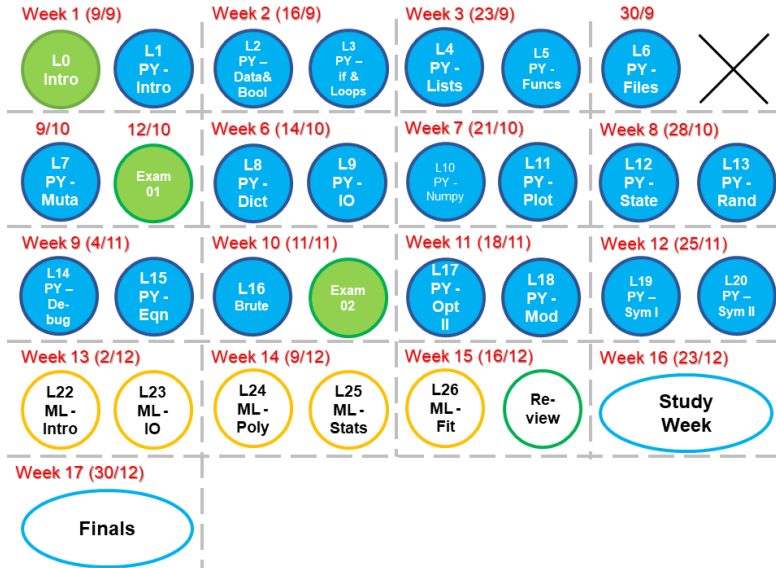 Week 1 (9/9)
L0
Intro
L1
PY -
Intro
Week 2 (16/9)
L2
PY –
Data&
Bool
L3
PY –
if &
Loops
Week 3 (23/9)
L4
PY -
Lists
L5
PY -
Funcs
30/9
L6
PY -
Files
9/10
L7
PY -
Muta
12/10
Exam
01
Week 6 (14/10)
L8
PY -
Dict
L9
PY -
IO
Week 7 (21/10)
L10
PY -
Numpy
L11
PY -
Plot
Week 8 (28/10)
L12
PY -
State
L13
PY -
Rand
Week 9 (4/11)
L14
PY –
De-
bug
L15
PY -
Eqn
Week 10 (11/11)
L16
Brute
Exam
02
Week 11 (18/11)
L17
PY -
Opt
II
L18
PY -
Mod
Week 12 (25/11)
L19
PY –
Sym I
L20
PY –
Sym II
Week 13 (2/12)
L22
ML -
Intro
L23
ML -
IO
Week 14 (9/12)
L24
ML -
Poly
L25
ML -
Stats
Week 15 (16/12)
L26
ML -
Fit
Re-
view
Week 16 (23/12)
Study
Week
Week 17 (30/12)
Finals